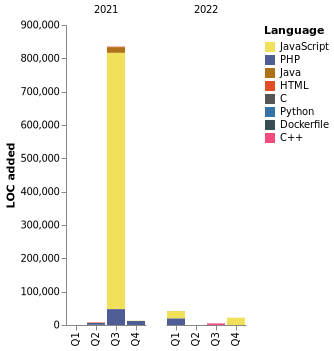 2021 2022
Language
JavaScript
PHP
Java
HTML
C
Python
Dockerfile
C++
LOC added
900,000
800,000
700,000
600,000
500,000
400,000
300,000
200,000
100,000
0
Q1 Q2 Q3 Q4 Q1 Q2 Q3 Q4